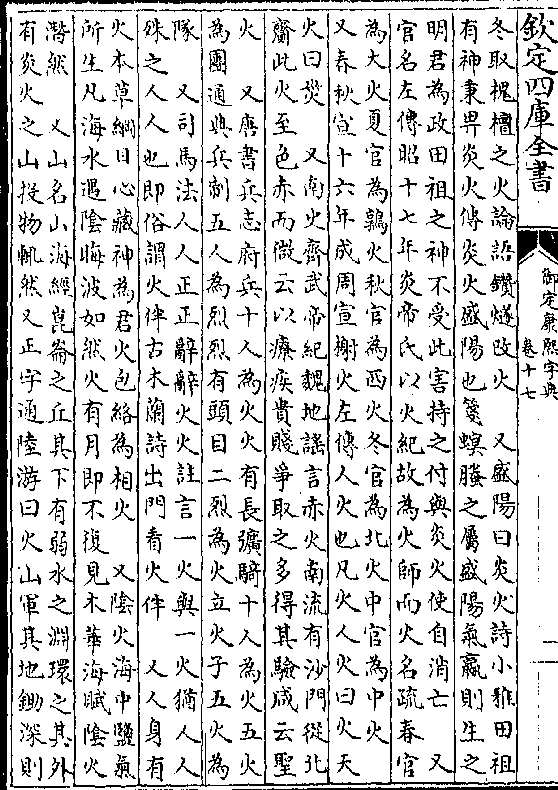 欽定四庫全書
御定康熙字典
卷十七
冬取槐檀之火論語鑽燧改火　又盛陽曰炎火詩小雅田祖
有神秉畀炎火傳炎火盛陽也箋螟螣之屬盛陽氣贏則生之
明君為政田祖之神不受此害持之付與炎火使自消亡　又
官名左傳昭十七年炎帝氏以火紀故為火師而火名疏春官
為大火夏官為鶉火秋官為西火冬官為北火中官為中火
又春秋宣十六年成周宣榭火左傳人火也凡火人火曰火天
火曰災　又南史齊武帝紀魏地謡言赤火南流有沙門從北
齎此火至色赤而微云以療疾貴賤爭取之多得其驗咸云聖
火　又唐書兵志府兵十人為火火有長彍騎十人為火五火
為團通典兵制五人為烈烈有頭目二烈為火立火子五火為
隊　又司馬法人人正正辭辭火火註言一火與一火猶人人
殊之人人也即俗謂火伴古木蘭詩出門看火伴　又人身有
火本草綱目心藏神為君火包絡為相火　又陰火海中鹽氣
所生凡海水遇陰晦波如然火有月即不復見木華海賦陰火
潛然　又山名山海經崑崙之丘其下有弱水之淵環之其外
有炎火之山投物輒然又正字通陸游曰火山軍其地鋤深則